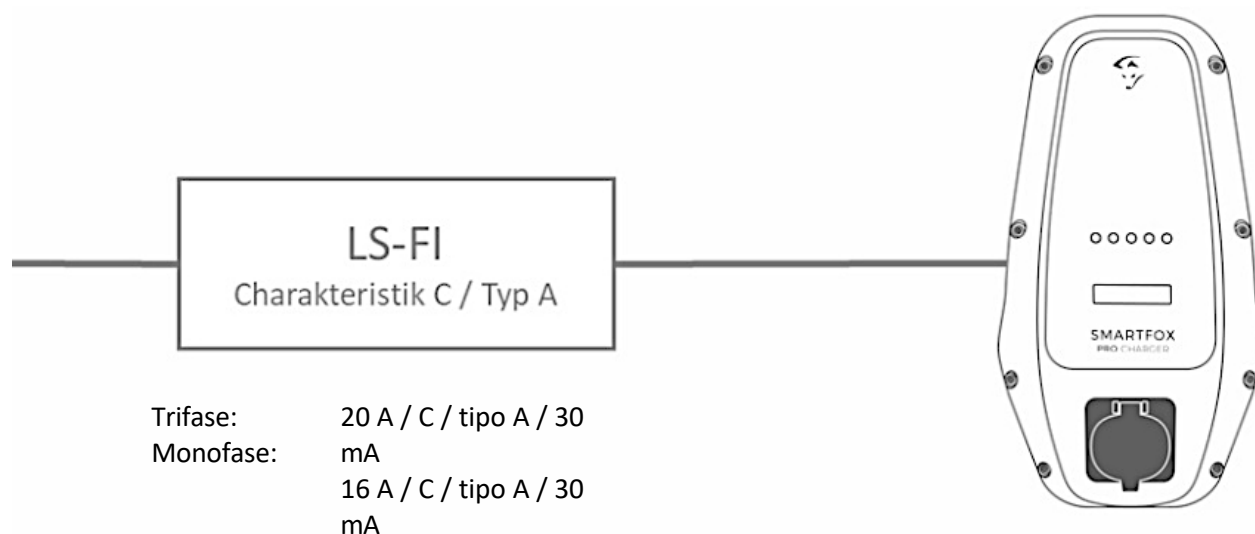 LS-FI
Charakteristik C / Typ A
SMARTFOX
PRO CHARGER
Trifase: 20 A / C / tipo A / 30
Monofase: mA
16 A / C / tipo A / 30
mA